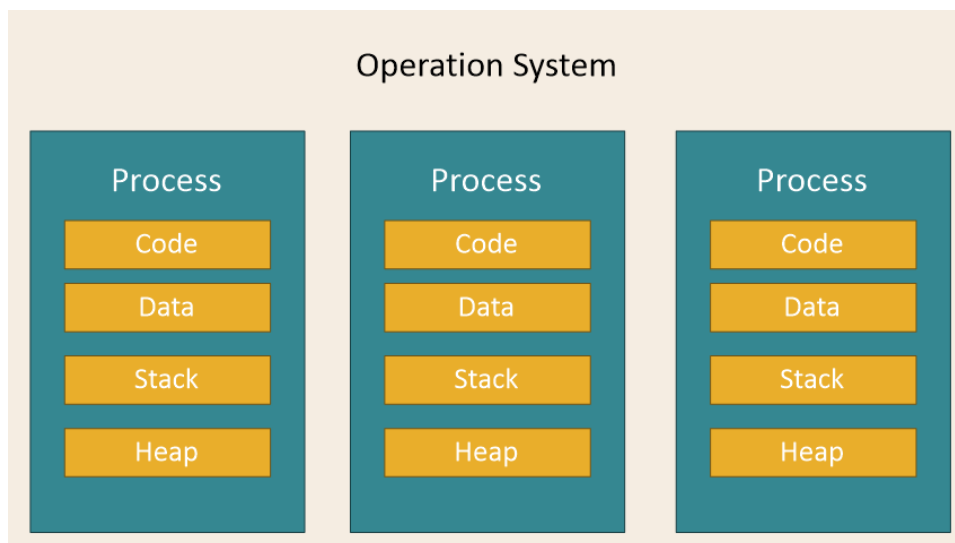 Operation System
Process
Code
Data
Stack
Heap
Process
Code
Data
Stack
Heap
Process
Code
Data
Stack
Heap